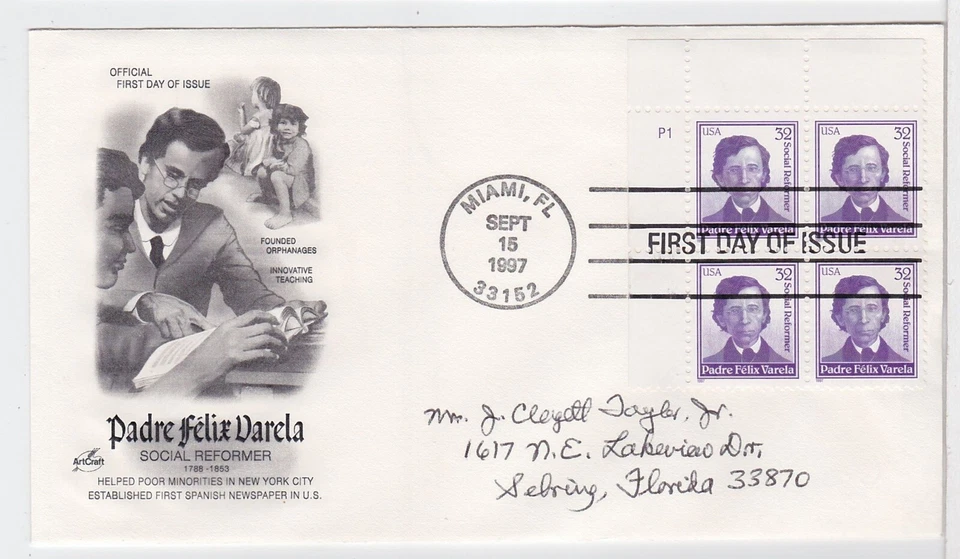 OFFICIAL
FIRST DAY OF ISSUE
FOUNDED
ORPHANAGES
INNOVATIVE
TEACHING
Padre Félix Varela
SOCIAL REFORMER
1788-1853
HELPED POOR MINORITIES IN NEW YORK CITY
ESTABLISHED FIRST SPANISH NEWSPAPER IN U.S.
ArtCraft
MIAMI, FL
SEPT
15
1997
33152
P1
USA 32
Social Reformer
Padre Félix Varela
USA 32
Social Reformer
Padre Félix Varela
FIRST DAY OF ISSUE
USA 32
Social Reformer
Padre Félix Varela
USA 32
Social Reformer
Padre Félix Varela
J. Clayett Taylor, Jr.
1617 N.E. Lakeview Dr.
Sebring, Florida 33870